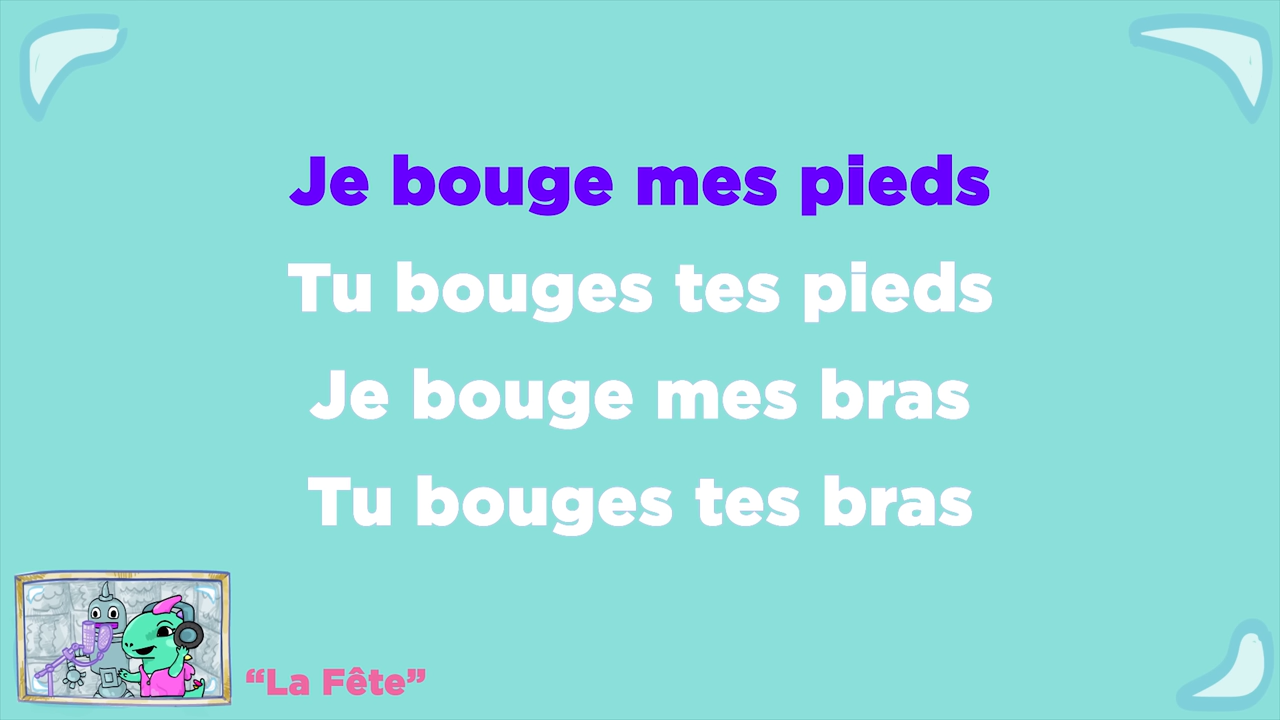 Je bouge mes pieds
Tu bouges tes pieds
Je bouge mes bras
Tu bouges tes bras
“La Fête”